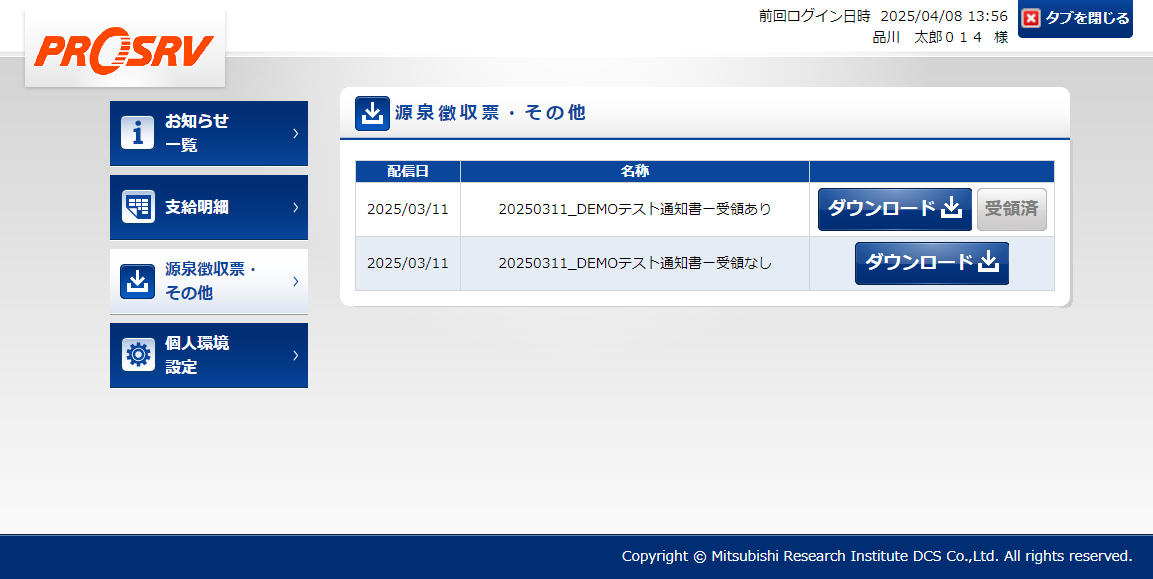 PROSRV
前回ログイン日時 2025/04/08 13:56
品川　太郎０１４ 様
タブを閉じる
お知らせ
一覧
支給明細
源泉徴収票・
その他
個人環境
設定
源泉徴収票・その他
配信日 名称
2025/03/11 20250311_DEMOテスト通知書ー受領あり ダウンロード 受領済
2025/03/11 20250311_DEMOテスト通知書ー受領なし ダウンロード
Copyright © Mitsubishi Research Institute DCS Co.,Ltd. All rights reserved.